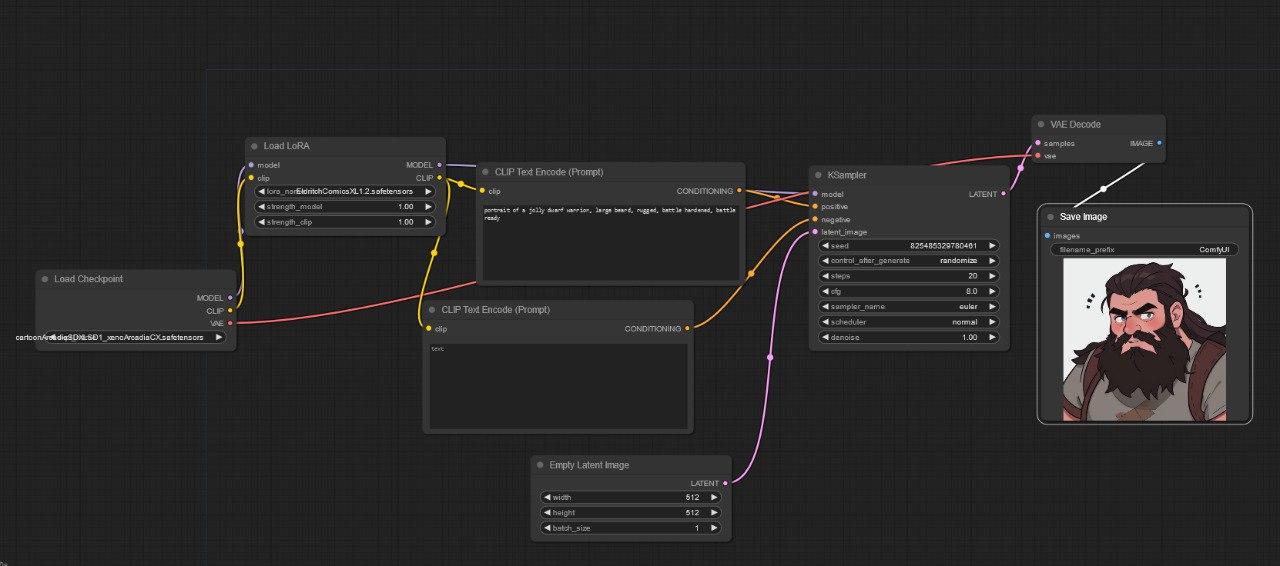 Load LoRA
model
MODEL
clip
CLIP
EldritchComicsXL1.2.safetensors
strength_model 1.00
strength_clip 1.00
Load Checkpoint
MODEL
CLIP
VAE
CLIP Text Encode (Prompt)
clip
CONDITIONING
portrait of a jolly dwarf warrior, large beard, rugged, battle hardened, battle
ready
CLIP Text Encode (Prompt)
clip
CONDITIONING
text
Empty Latent Image
LATENT
width 512
height 512
batch_size 1
KSampler
LATENT
model
positive
negative
latent_image
seed 825485329780461
control_after_generate randomize
steps 20
cfg 8.0
sampler_name euler
scheduler normal
denoise 1.00
VAE Decode
samples
IMAGE
vae
Save Image
images
filename_prefix ComfyUI